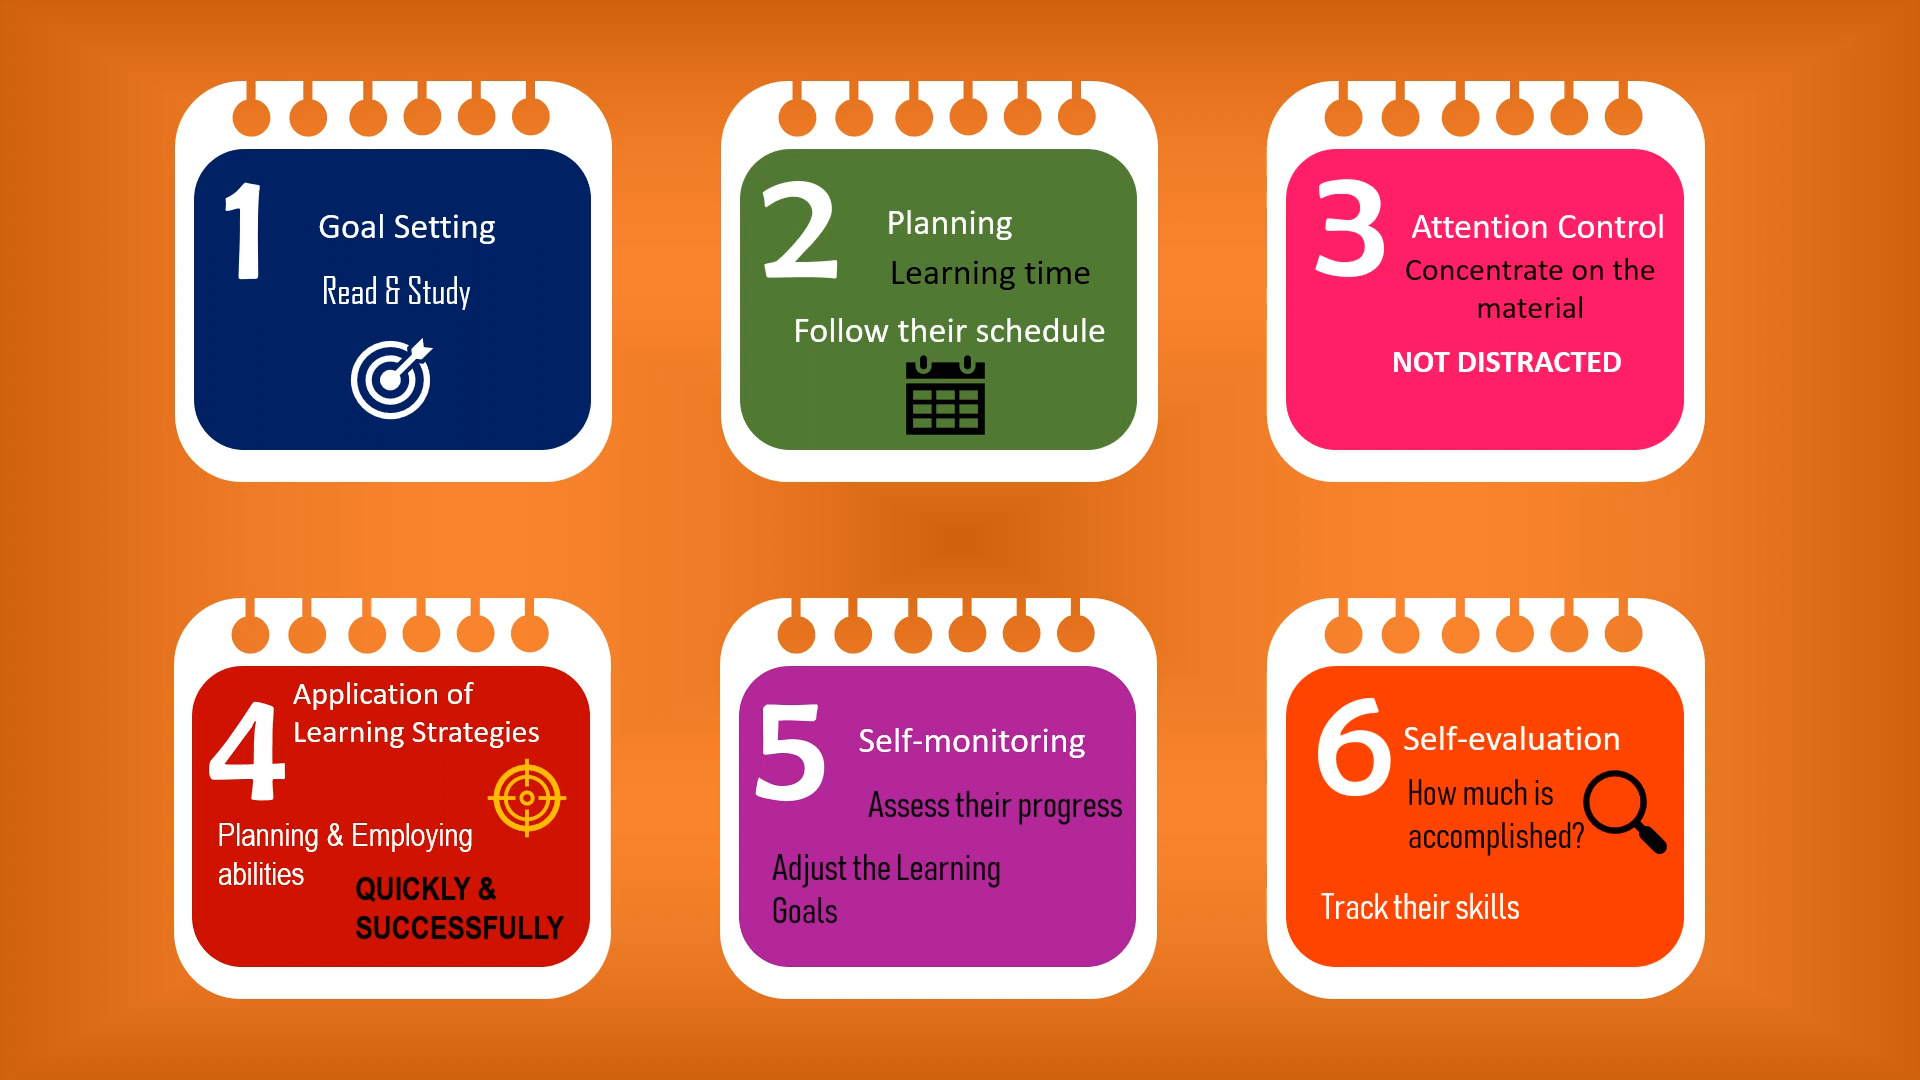 1
Goal Setting
Read & Study
2
Planning
Learning time
Follow their schedule
3
Attention Control
Concentrate on the
material
NOT DISTRACTED
4
Application of
Learning Strategies
Planning & Employing
abilities
QUICKLY &
SUCCESSFULLY
5
Self-monitoring
Assess their progress
Adjust the Learning
Goals
6
Self-evaluation
How much is
accomplished?
Track their skills